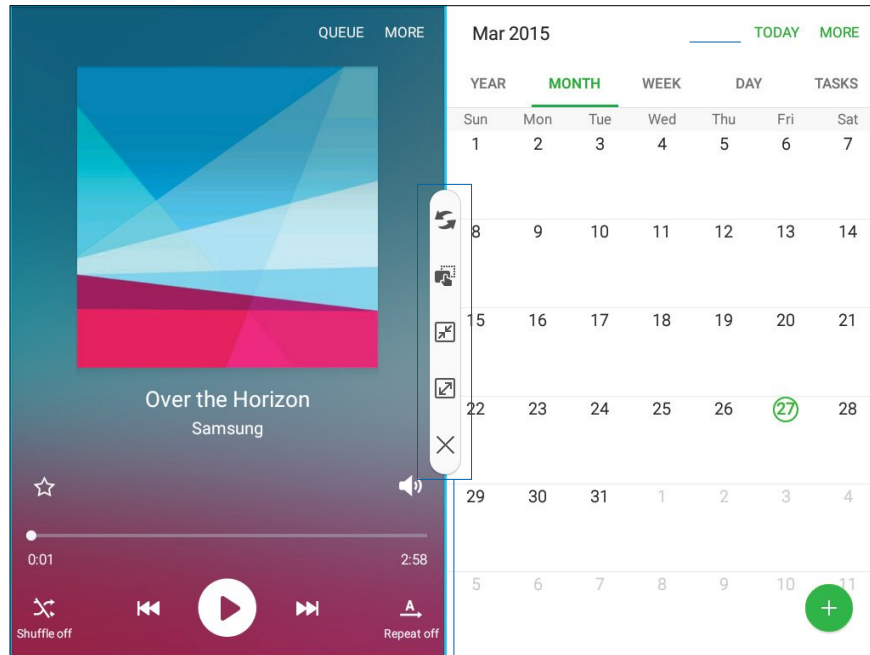 QUEUE MORE
Over the Horizon
Samsung
0:01 2:58
Shuffle off
A
Repeat off
Mar 2015 TODAY MORE
YEAR MONTH WEEK DAY TASKS
Sun Mon Tue Wed Thu Fri Sat
1 2 3 4 5 6 7
8 9 10 11 12 13 14
15 16 17 18 19 20 21
22 23 24 25 26 27 28
29 30 31 1 2 3 4
5 6 7 8 9 10 11